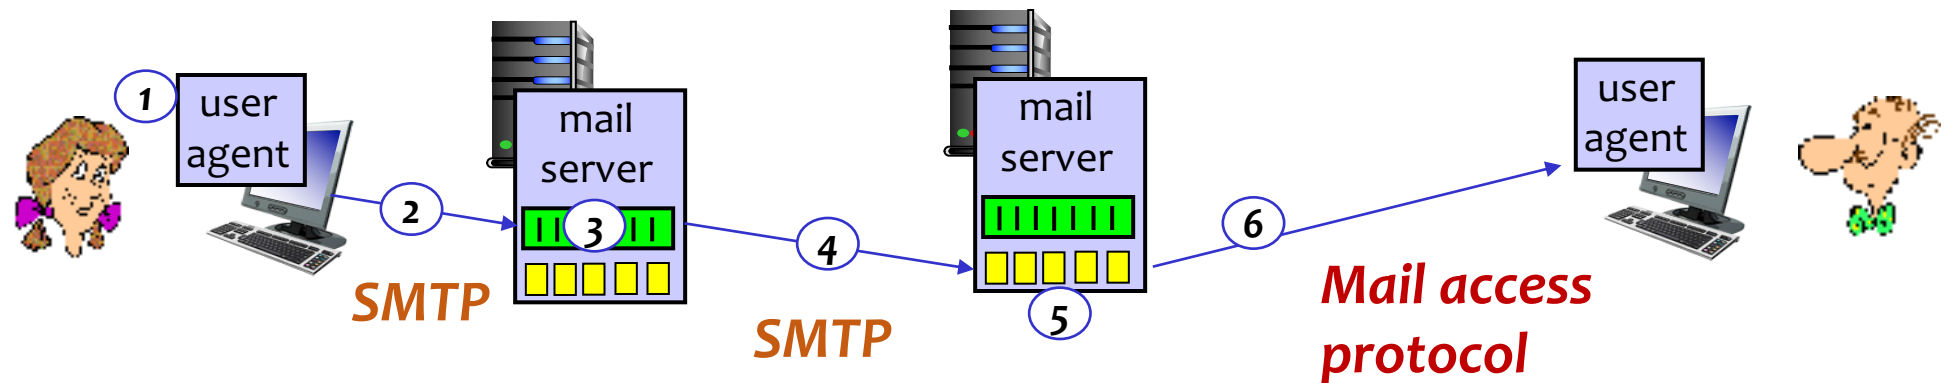 1
user
agent
2
SMTP
mail
server
3
4
SMTP
mail
server
5
6
Mail access
protocol
user
agent